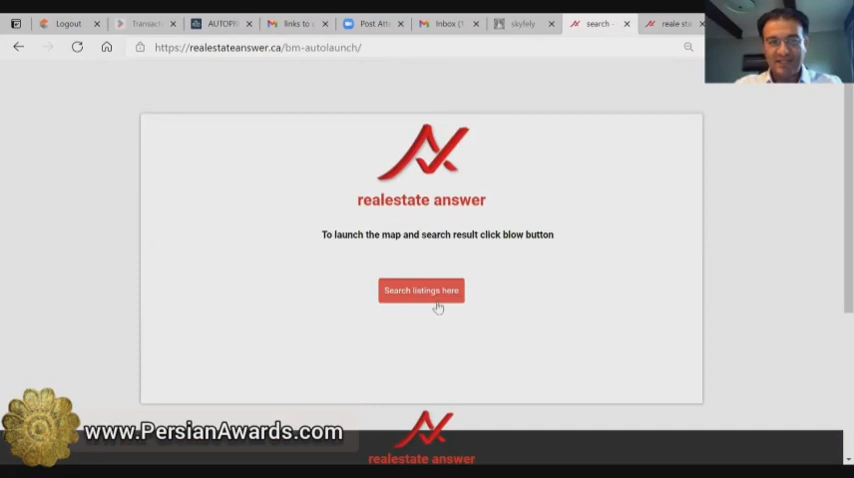 Logout
Transact
AUTOPR
links to
Post Att
Inbox (1
skyfely
search -
reale sta
https://realestateanswer.ca/bm-autolaunch/
realestate answer
To launch the map and search result click blow button
Search listings here
www.PersianAwards.com
realestate answer